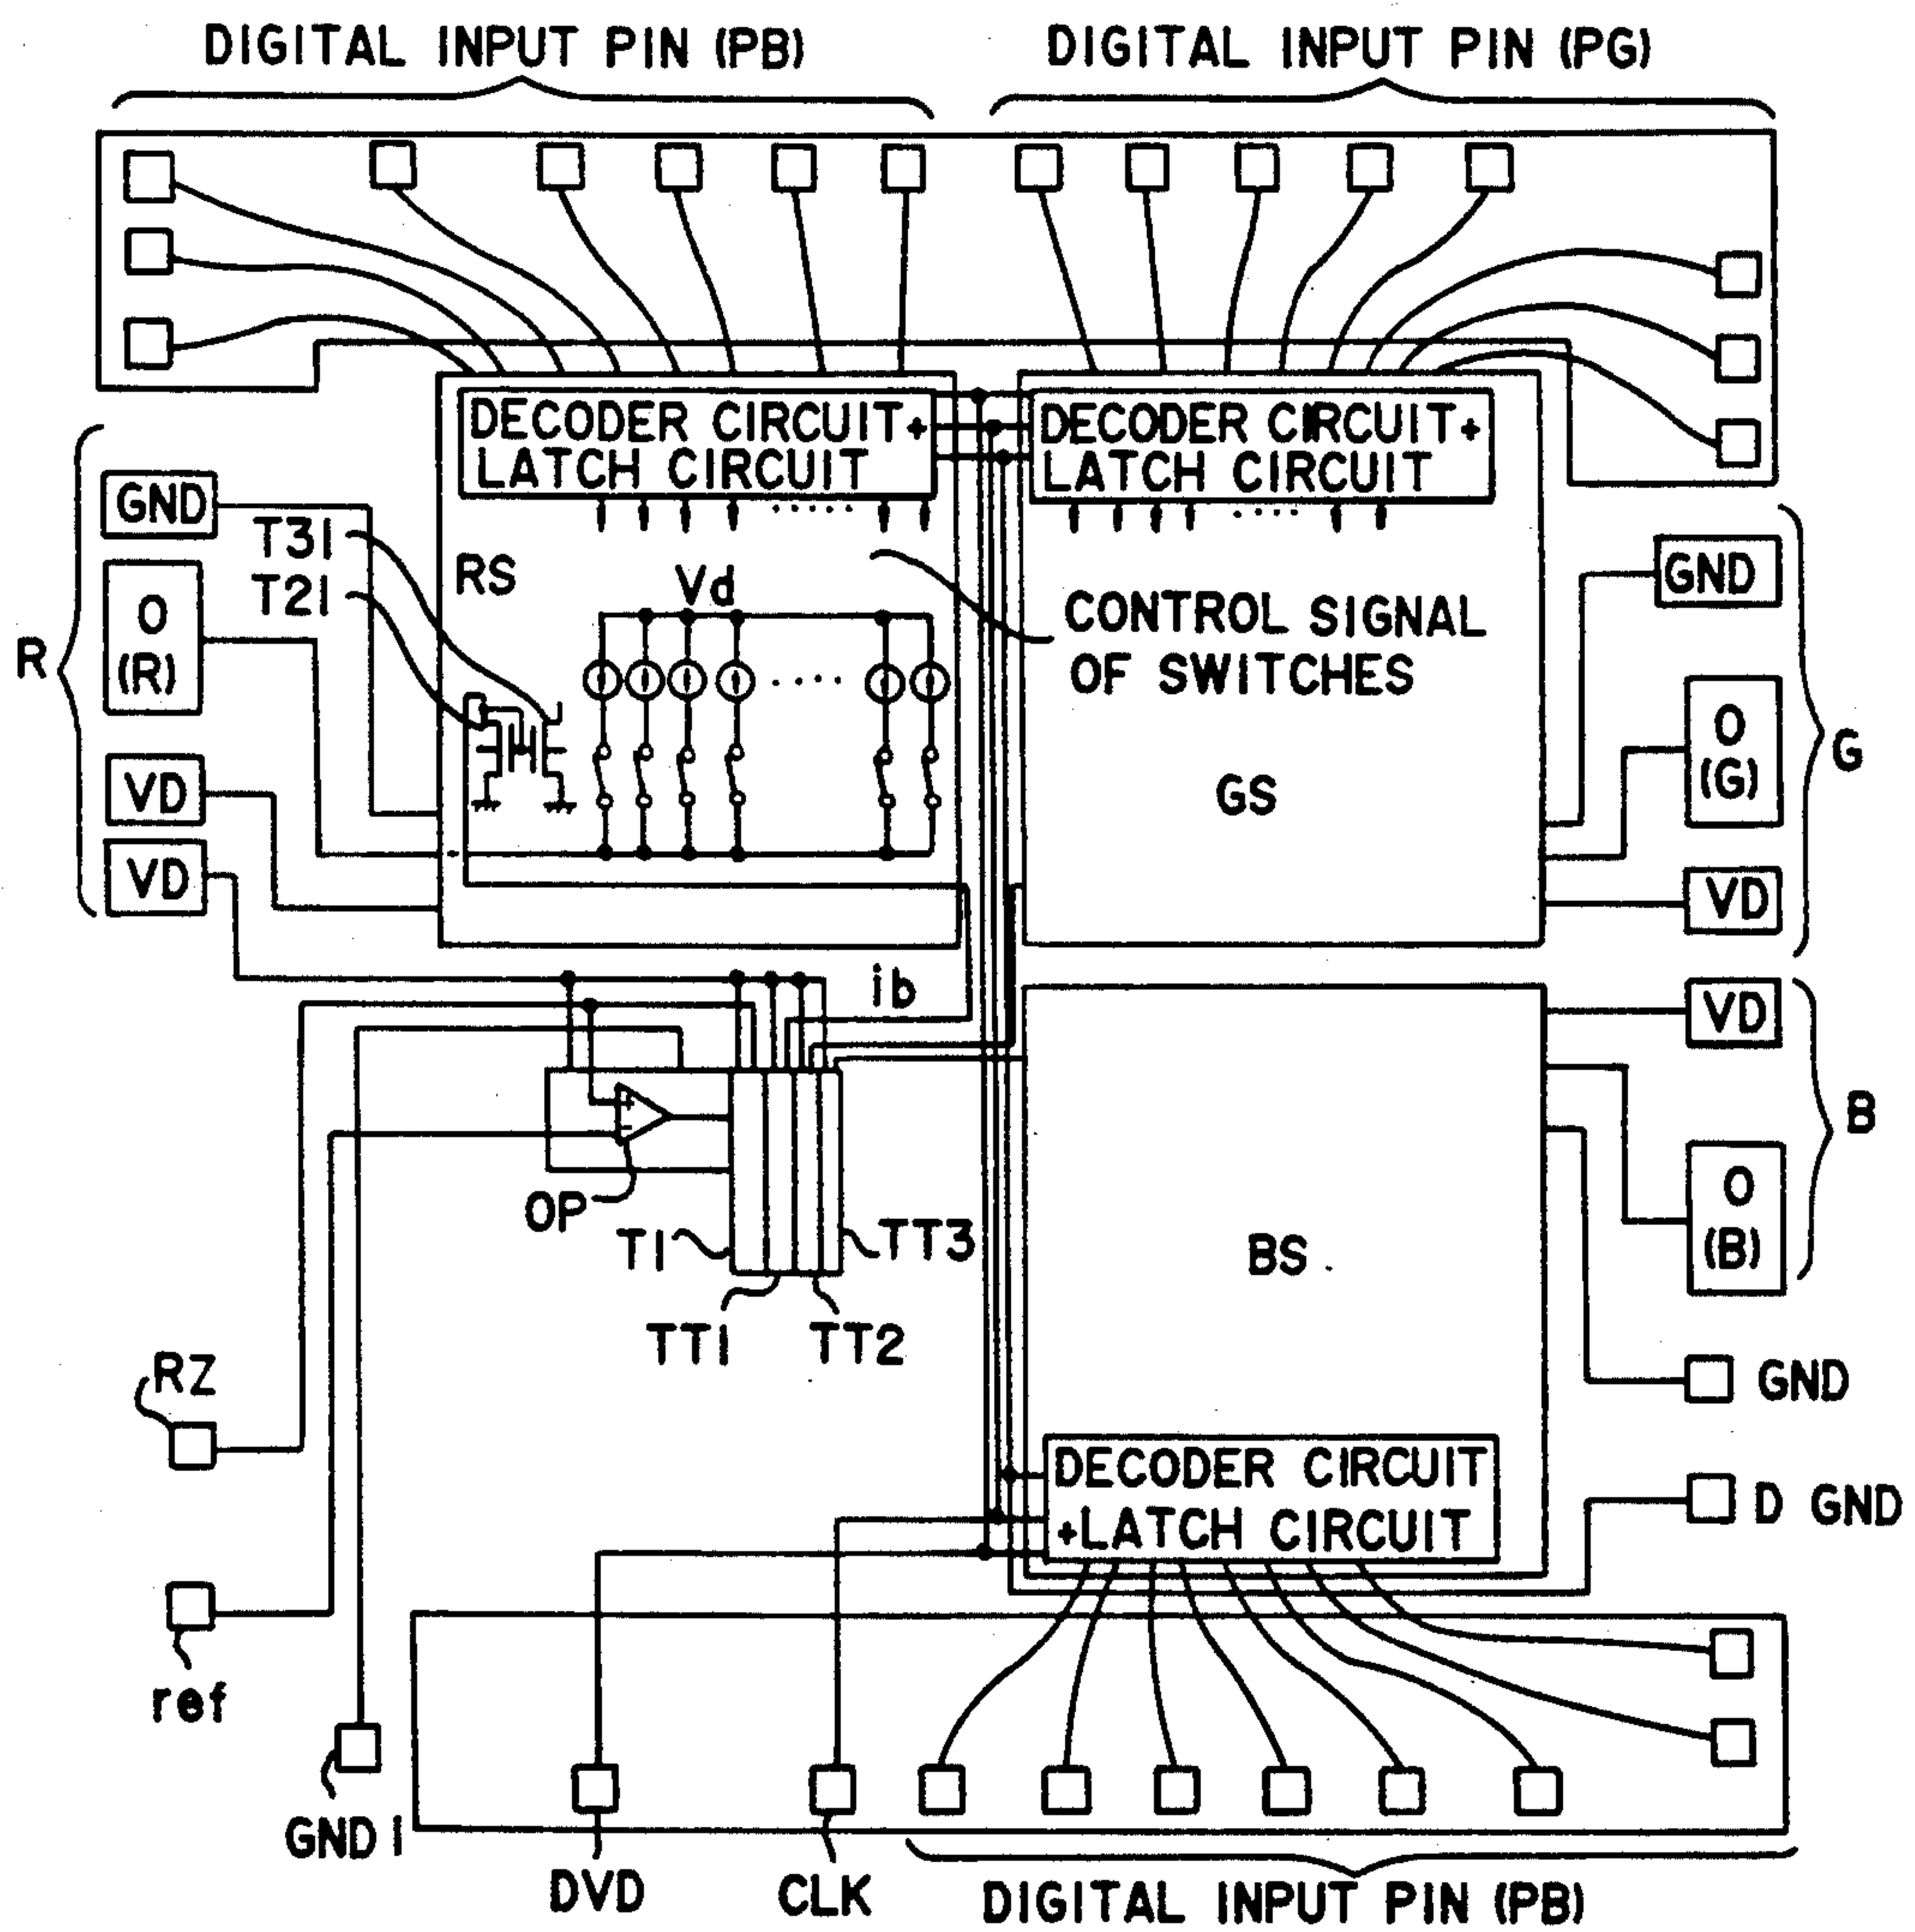 DIGITAL INPUT PIN (PB)
DIGITAL INPUT PIN (PG)
DECODER CIRCUIT+
LATCH CIRCUIT
DECODER CIRCUIT+
LATCH CIRCUIT
R
GND
T31
T21
O
(R)
VD
VD
RS
Vd
CONTROL SIGNAL
OF SWITCHES
GS
GND
O
(G)
VD
G
ib
OP
T1
TT3
TT1
TT2
VD
B
O
(B)
BS
GND
RZ
DECODER CIRCUIT
+LATCH CIRCUIT
D GND
ref
GND1
DVD
CLK
DIGITAL INPUT PIN (PB)